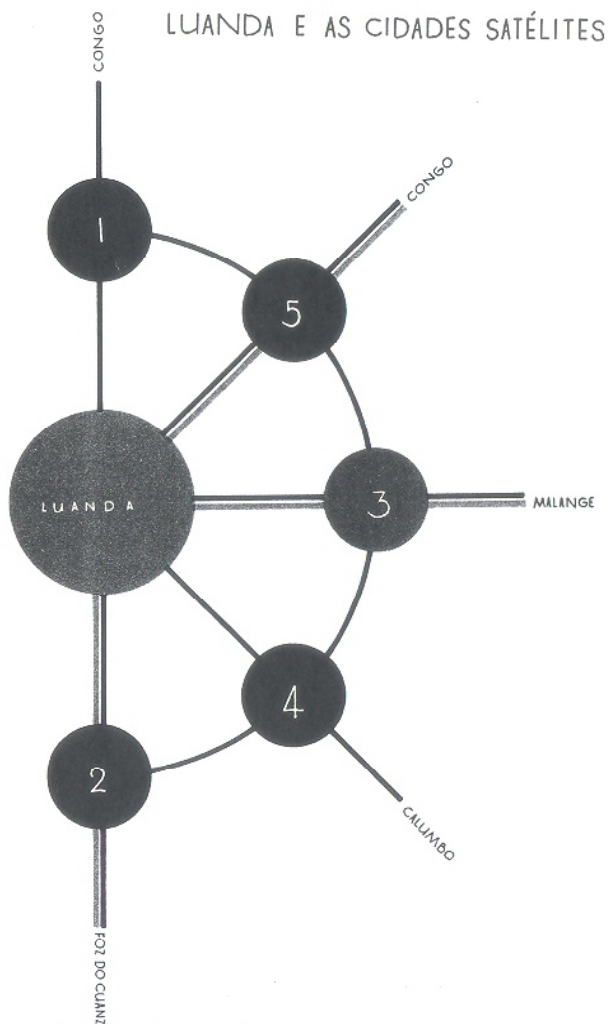 LUANDA E AS CIDADES SATÉLITES
CONGO
CONGO
1
5
LUANDA
3
MALANGE
4
2
CALUMBO
FOZ DO CUANZ